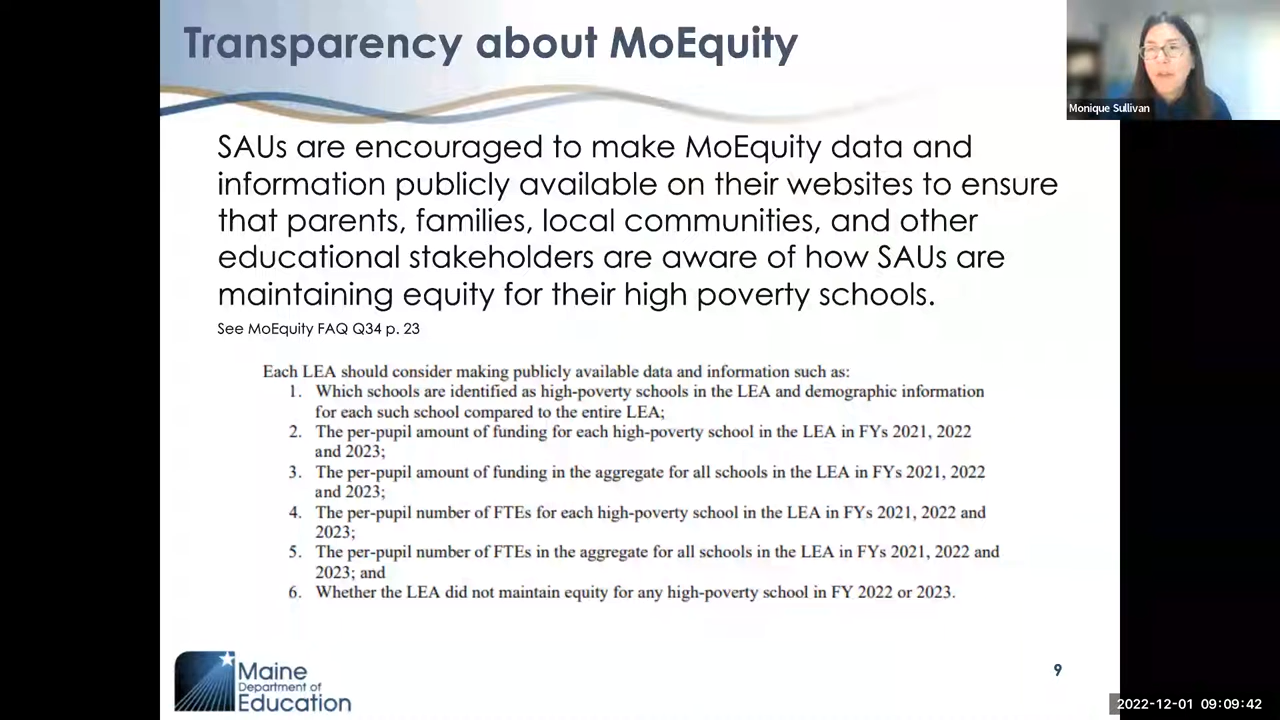 Transparency about MoEquity
Monique Sullivan
SAUs are encouraged to make MoEquity data and
information publicly available on their websites to ensure
that parents, families, local communities, and other
educational stakeholders are aware of how SAUs are
maintaining equity for their high poverty schools.
See MoEquity FAQ Q34 p. 23
Each LEA should consider making publicly available data and information such as:
1. Which schools are identified as high-poverty schools in the LEA and demographic information
for each such school compared to the entire LEA;
2. The per-pupil amount of funding for each high-poverty school in the LEA in FYs 2021, 2022
and 2023;
3. The per-pupil amount of funding in the aggregate for all schools in the LEA in FYs 2021, 2022
and 2023;
4. The per-pupil number of FTEs for each high-poverty school in the LEA in FYs 2021, 2022 and
2023;
5. The per-pupil number of FTEs in the aggregate for all schools in the LEA in FYs 2021, 2022 and
2023; and
6. Whether the LEA did not maintain equity for any high-poverty school in FY 2022 or 2023.
Maine
Department of
Education
9
2022-12-01 09:09:42